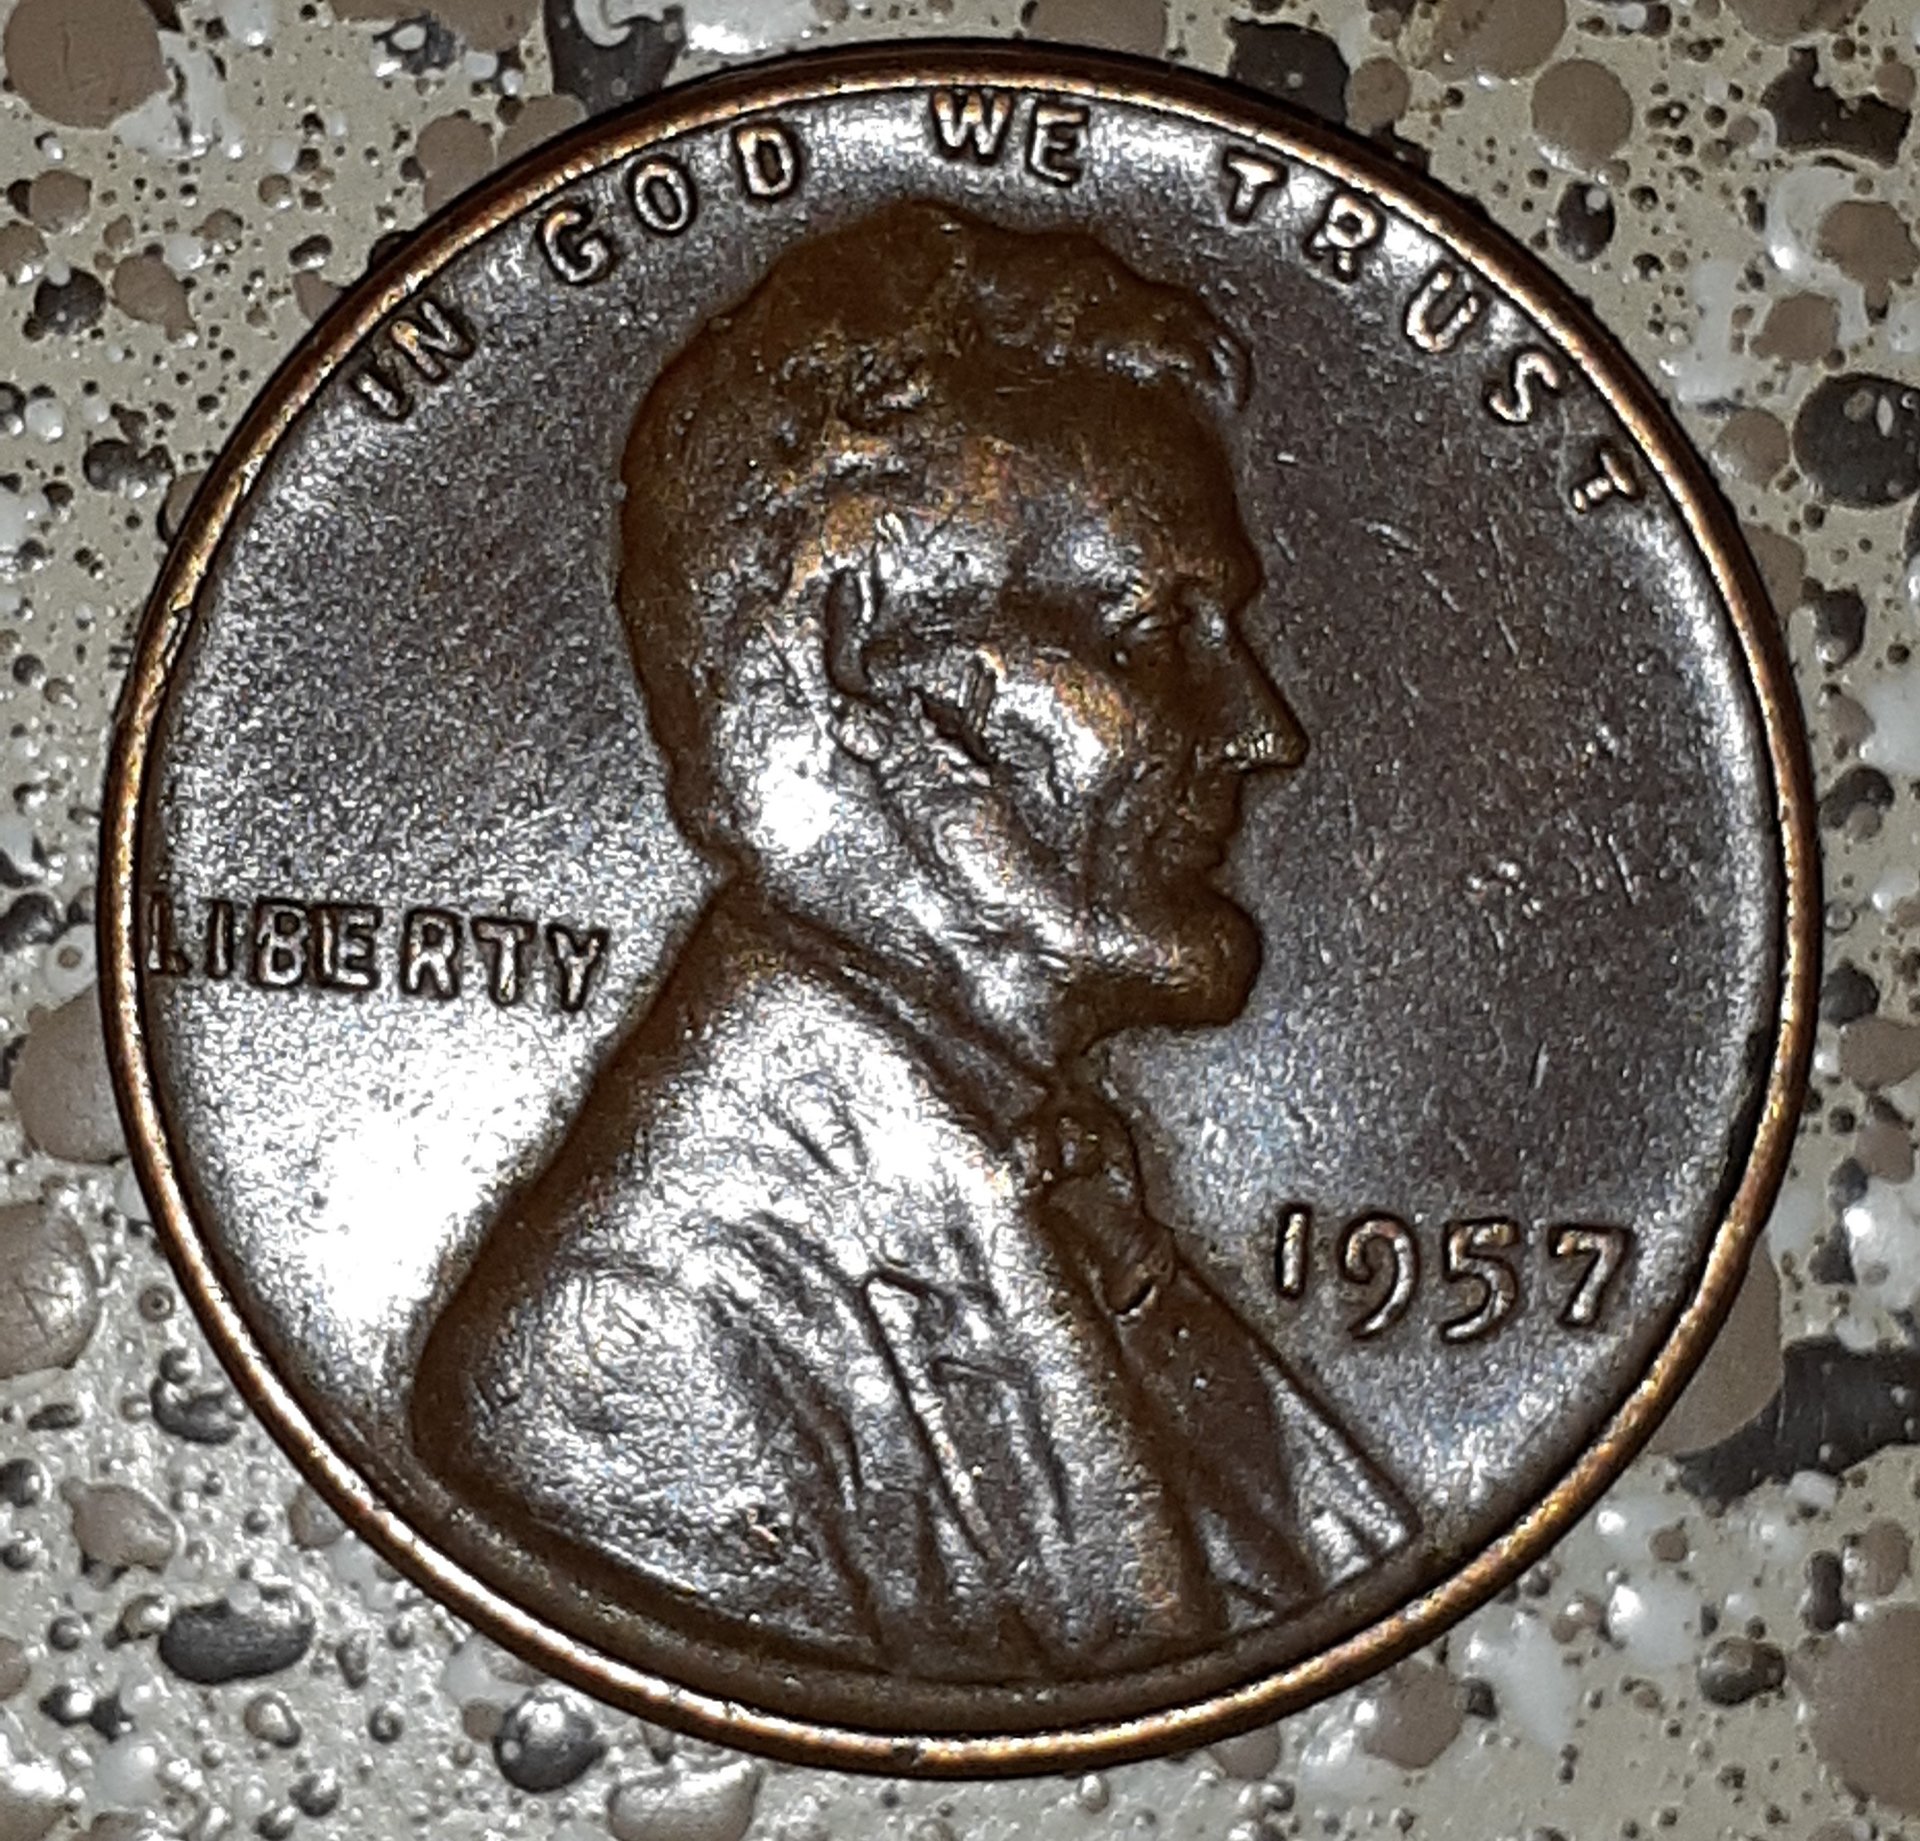 IN GOD WE TRUST
LIBERTY
1957